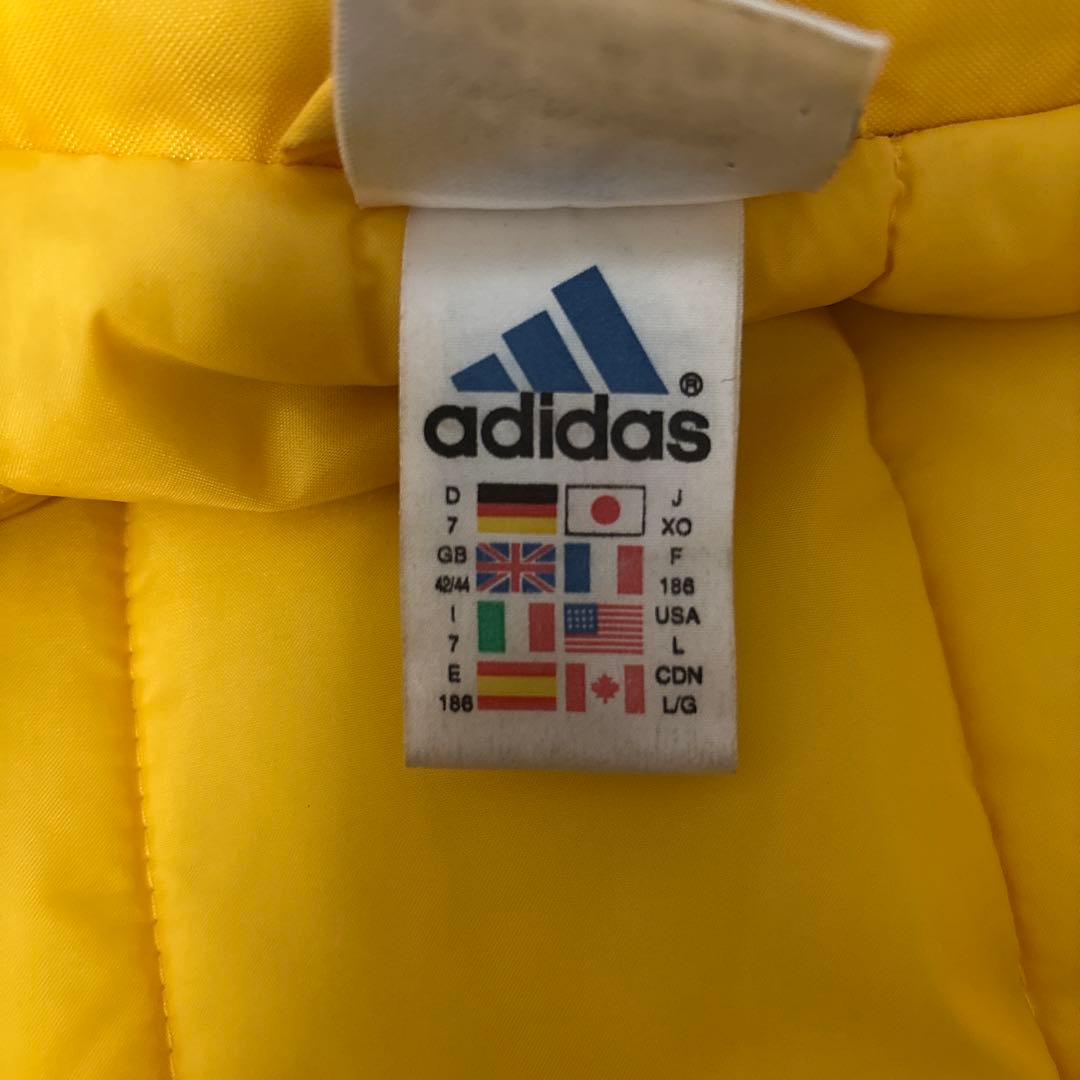 ®
adidas
D J
7 XO
GB F
42/44 186
I USA
7 L
E CDN
186 L/G